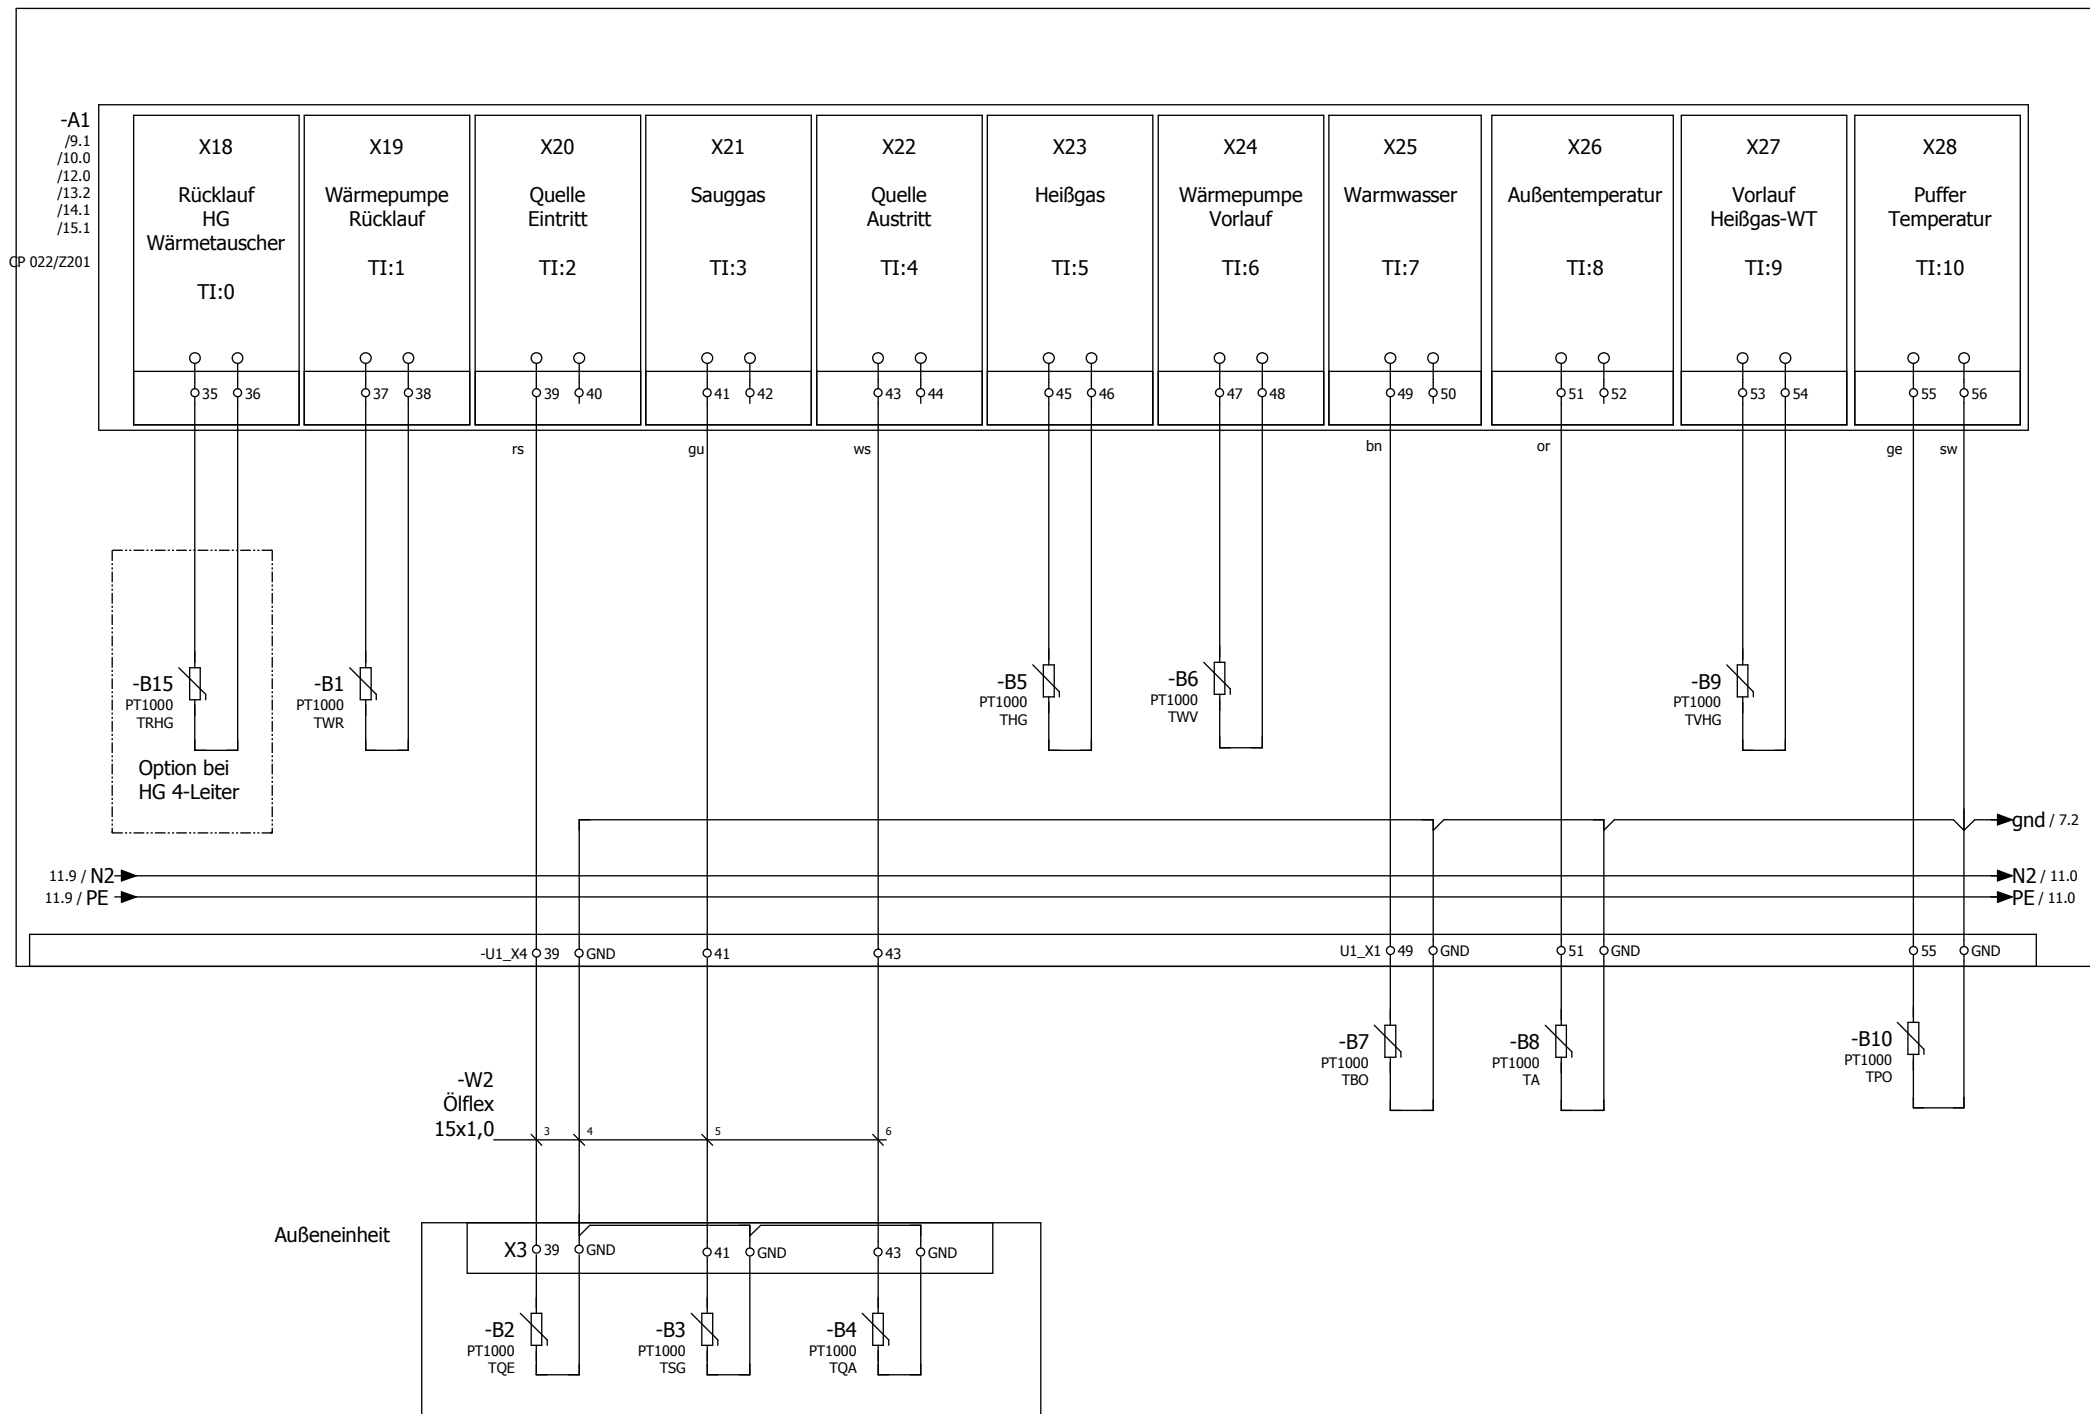 -A1
/9.1
/10.0
/12.0
/13.2
/14.1
/15.1
CP 022/Z201
X18
Rücklauf
HG
Wärmetauscher
TI:0
35 36
X19
Wärmepumpe
Rücklauf
TI:1
37 38
X20
Quelle
Eintritt
TI:2
39 40
X21
Sauggas
TI:3
41 42
X22
Quelle
Austritt
TI:4
43 44
X23
Heißgas
TI:5
45 46
X24
Wärmepumpe
Vorlauf
TI:6
47 48
X25
Warmwasser
TI:7
49 50
X26
Außentemperatur
TI:8
51 52
X27
Vorlauf
Heißgas-WT
TI:9
53 54
X28
Puffer
Temperatur
TI:10
55 56
rs gu ws bn or ge sw
-B15
PT1000
TRHG
Option bei
HG 4-Leiter
-B1
PT1000
TWR
-B5
PT1000
THG
-B6
PT1000
TWV
-B9
PT1000
TVHG
gnd / 7.2
11.9 / N2
N2 / 11.0
11.9 / PE
PE / 11.0
-U1_X4 39 GND 41 43 U1_X1 49 GND 51 GND 55 GND
-B7
PT1000
TBO
-B8
PT1000
TA
-B10
PT1000
TPO
-W2
Ölflex
15x1,0
3 4 5 6
Außeneinheit
X3 39 GND 41 GND 43 GND
-B2
PT1000
TQE
-B3
PT1000
TSG
-B4
PT1000
TQA